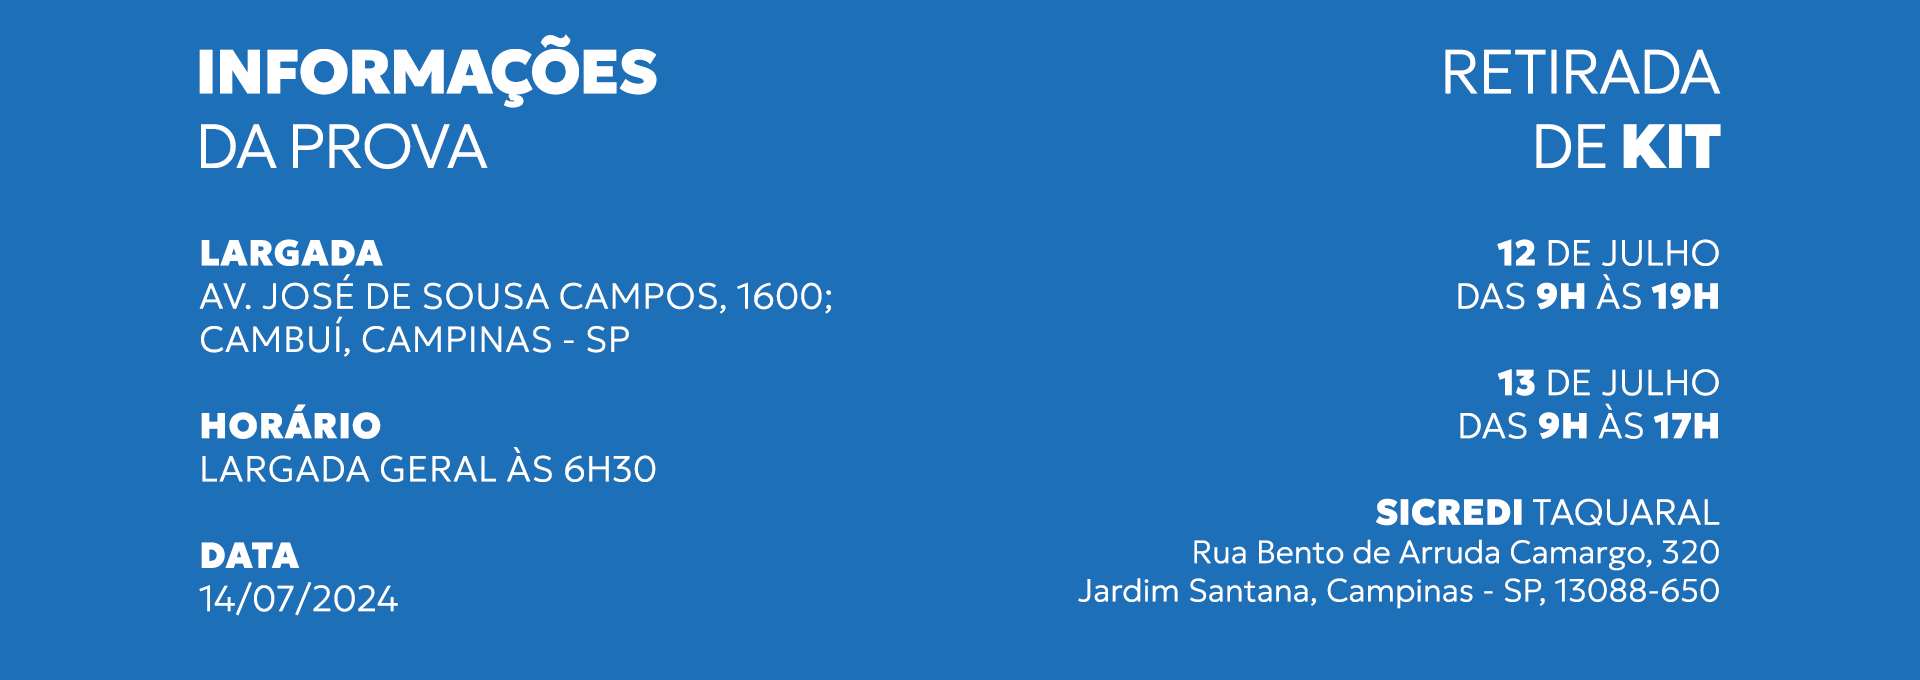 INFORMAÇÕES
DA PROVA
LARGADA
AV. JOSÉ DE SOUSA CAMPOS, 1600;
CAMBUÍ, CAMPINAS - SP
HORÁRIO
LARGADA GERAL ÀS 6H30
DATA
14/07/2024
RETIRADA
DE KIT
12 DE JULHO
DAS 9H ÀS 19H
13 DE JULHO
DAS 9H ÀS 17H
SICREDI TAQUARAL
Rua Bento de Arruda Camargo, 320
Jardim Santana, Campinas - SP, 13088-650